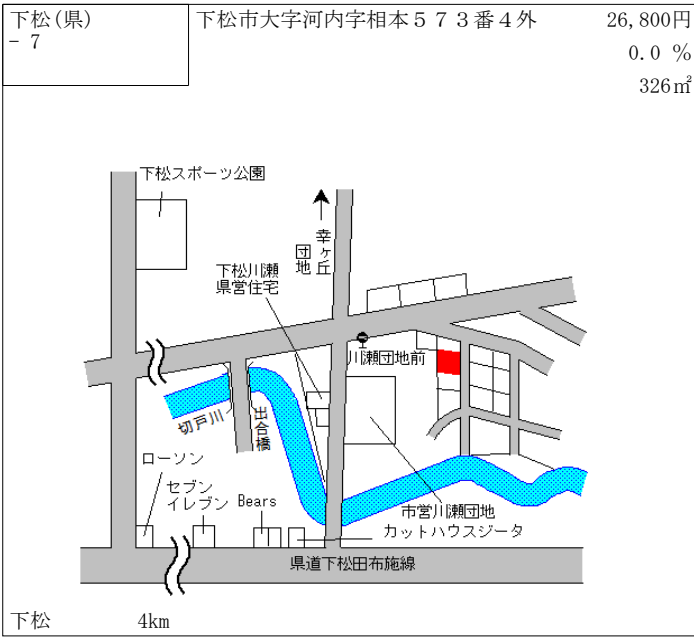 下松(県)
- 7
下松市大字河内字相本５７３番４外
26,800円
0.0 %
326㎡
下松スポーツ公園
幸ヶ丘
団地
下松川瀬
県営住宅
川瀬団地前
切戸川
出合橋
ローソン
セブン
イレブン
Bears
市営川瀬団地
カットハウスジータ
県道下松田布施線
下松
4km